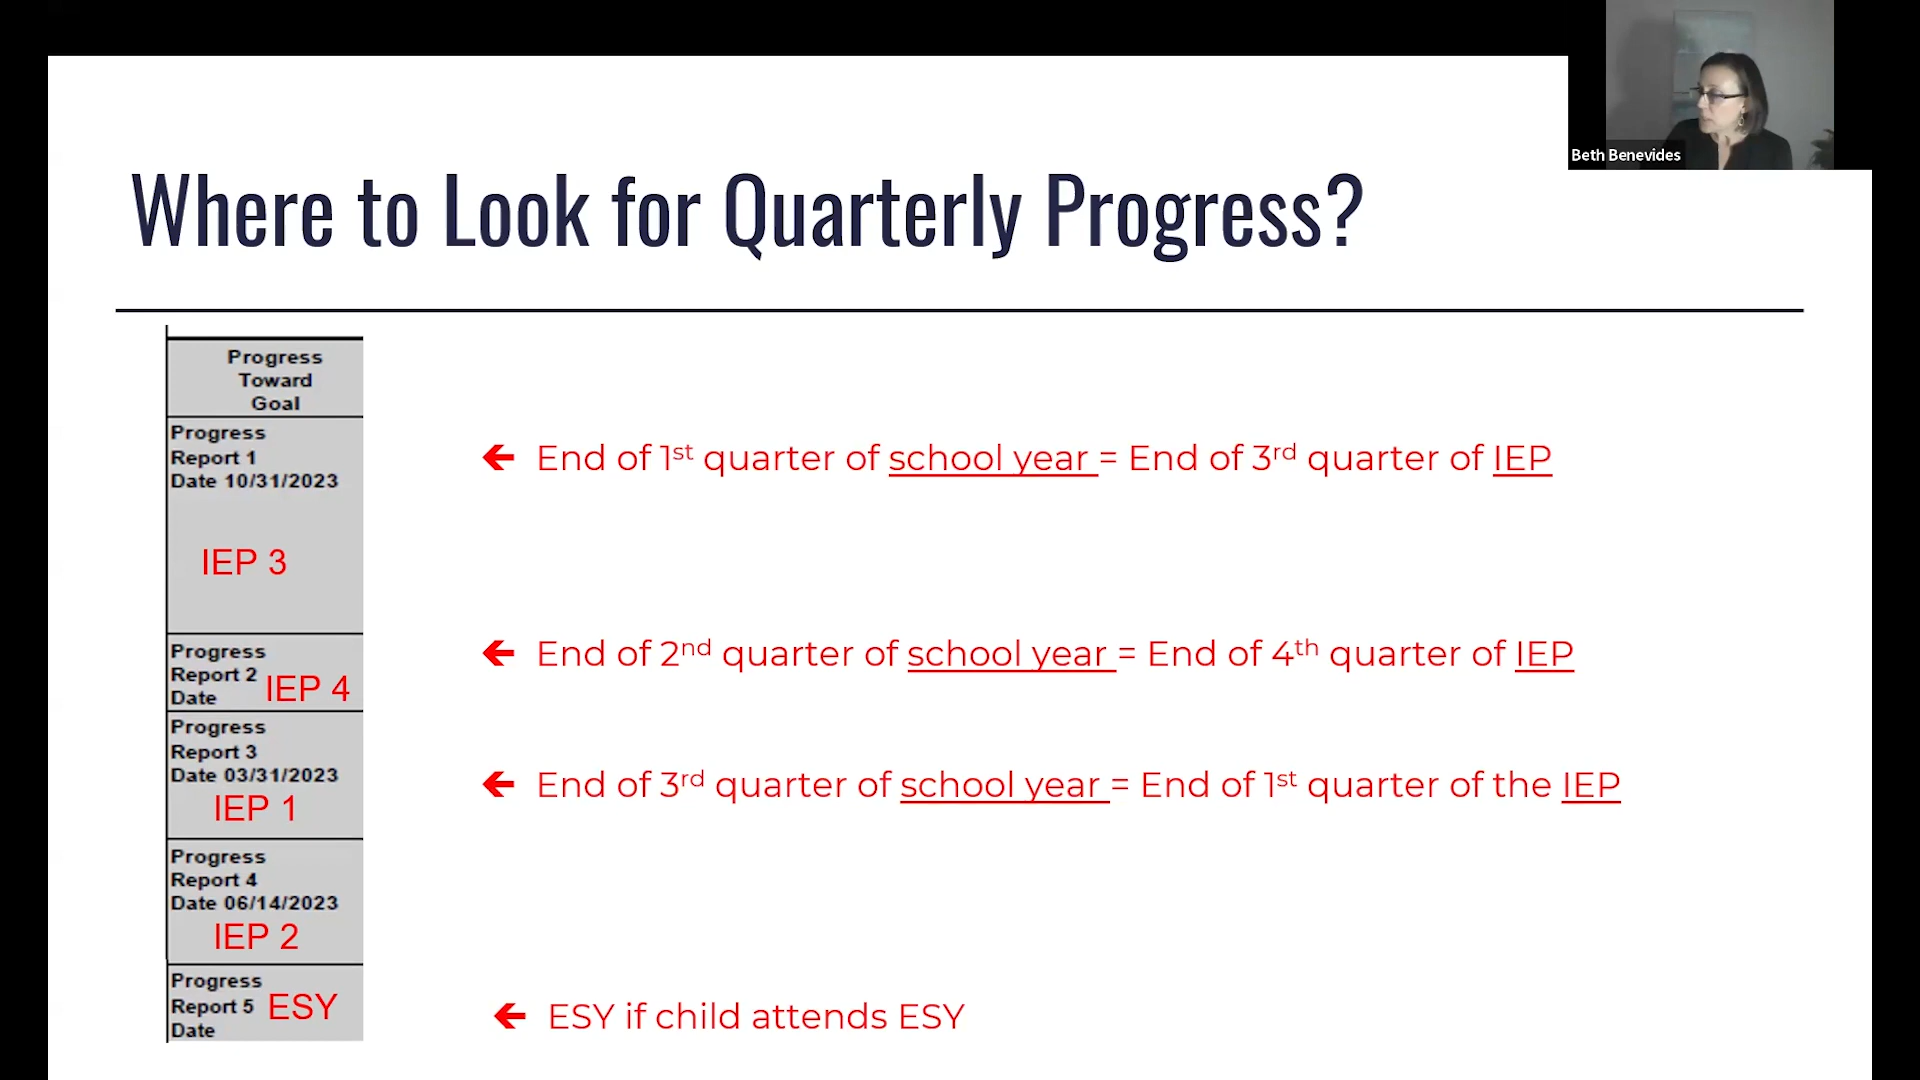 Beth Benevides
Where to Look for Quarterly Progress?
Progress
Toward
Goal
Progress
Report 1
Date 10/31/2023
IEP 3
← End of 1st quarter of school year = End of 3rd quarter of IEP
Progress
Report 2
Date
IEP 4
← End of 2nd quarter of school year = End of 4th quarter of IEP
Progress
Report 3
Date 03/31/2023
IEP 1
← End of 3rd quarter of school year = End of 1st quarter of the IEP
Progress
Report 4
Date 06/14/2023
IEP 2
Progress
Report 5
Date
ESY
← ESY if child attends ESY